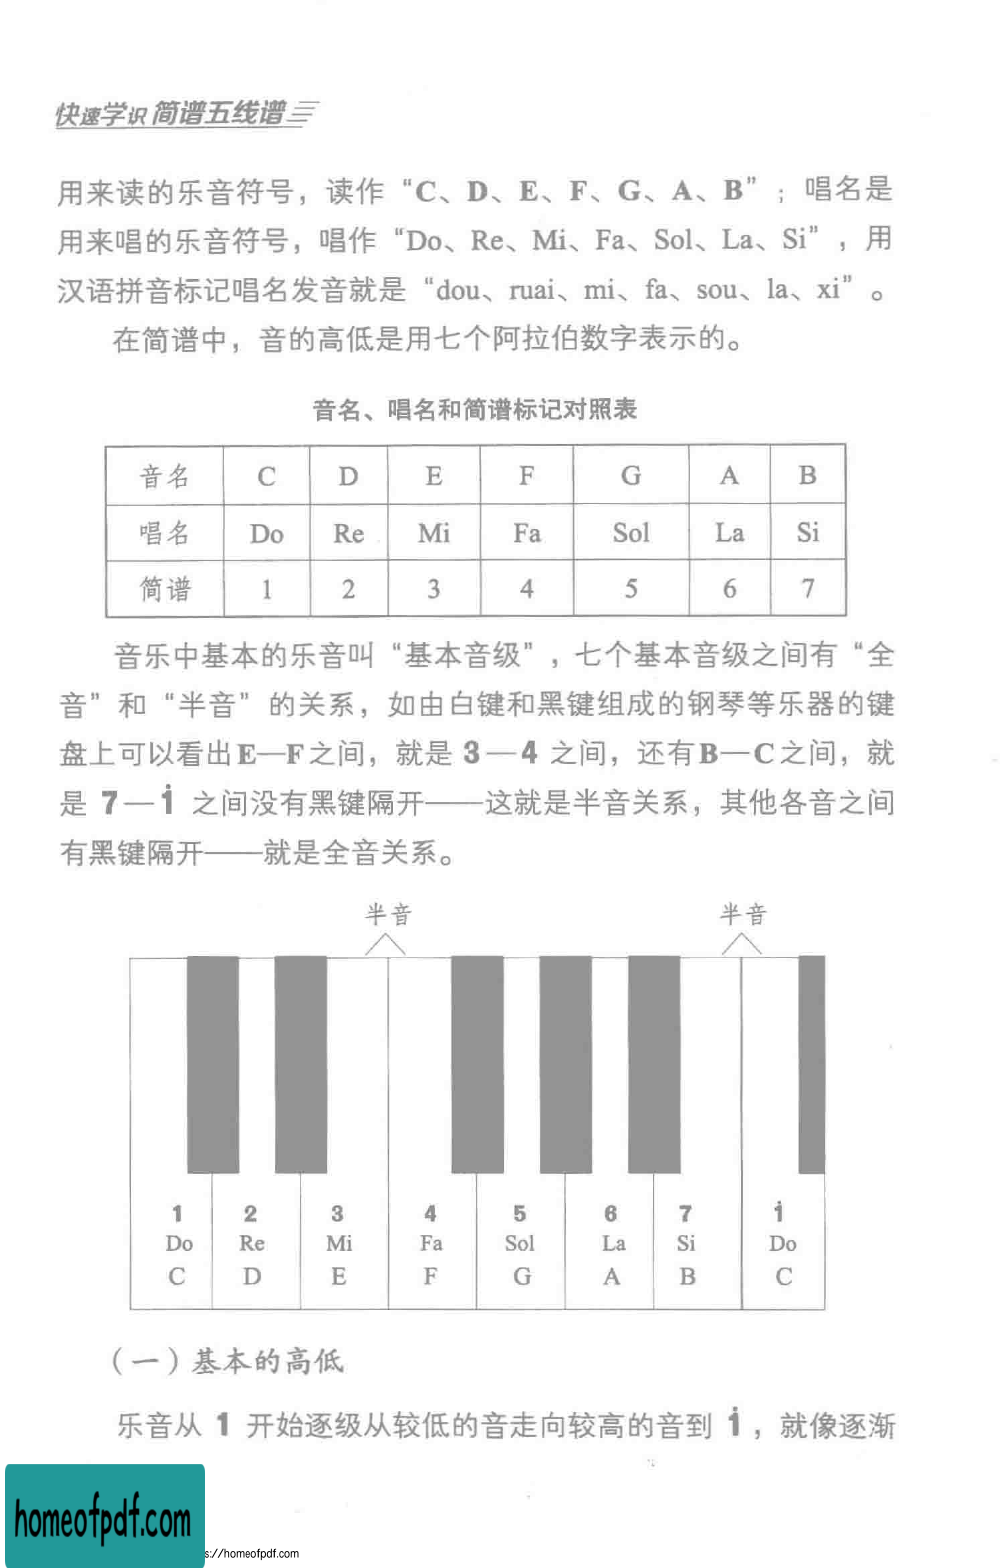 快速学识 简谱五线谱
用来读的乐音符号，读作“C、D、E、F、G、A、B”；唱名是
用来唱的乐音符号，唱作“Do、Re、Mi、Fa、Sol、La、Si”，用
汉语拼音标记唱名发音就是“dou、ruai、mi、fa、sou、la、xi”。
在简谱中，音的高低是用七个阿拉伯数字表示的。
音名、唱名和简谱标记对照表
音名 C D E F G A B
唱名 Do Re Mi Fa Sol La Si
简谱 1 2 3 4 5 6 7
音乐中基本的乐音叫“基本音级”，七个基本音级之间有“全
音”和“半音”的关系，如由白键和黑键组成的钢琴等乐器的键
盘上可以看出E—F之间，就是 3—4 之间，还有B—C之间，就
是 7—i 之间没有黑键隔开——这就是半音关系，其他各音之间
有黑键隔开——就是全音关系。
半音 半音
1 2 3 4 5 6 7 i
Do Re Mi Fa Sol La Si Do
C D E F G A B C
（一）基本的高低
乐音从 1 开始逐级从较低的音走向较高的音到 i，就像逐渐
homeofpdf.com
s://homeofpdf.com